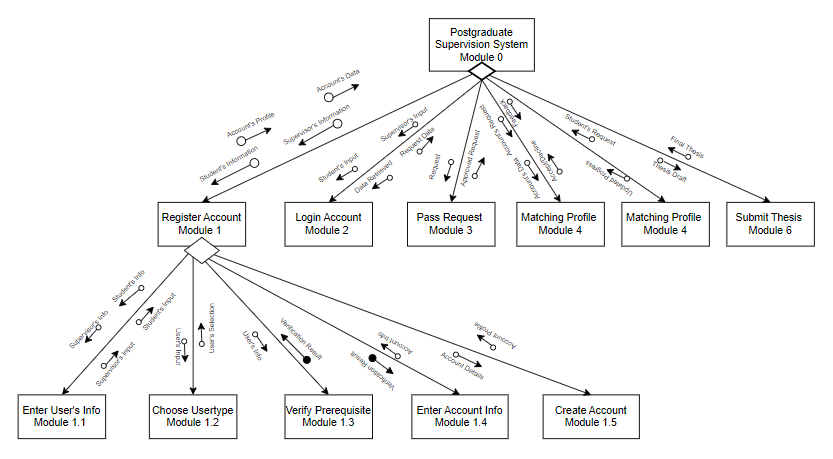 Postgraduate
Supervision System
Module 0
Account's Data
Account's Profile
Supervisor's Information
Student's Information
Supervisor's Input
Request Data
Student's Input
Data Retrieved
Request
Approved Request
Feedback
Account's Request
Account's Data
Accept/Decline
Student's Request
Updated Progress
Final Thesis
Thesis Draft
Register Account
Module 1
Login Account
Module 2
Pass Request
Module 3
Matching Profile
Module 4
Matching Profile
Module 4
Submit Thesis
Module 6
Student's Info
Student's Input
Supervisor's Info
Supervisor's Input
User's Input
User's Selection
Verification Result
User's Info
Account Info
Verification Result
Account Profile
Account Details
Enter User's Info
Module 1.1
Choose Usertype
Module 1.2
Verify Prerequisite
Module 1.3
Enter Account Info
Module 1.4
Create Account
Module 1.5